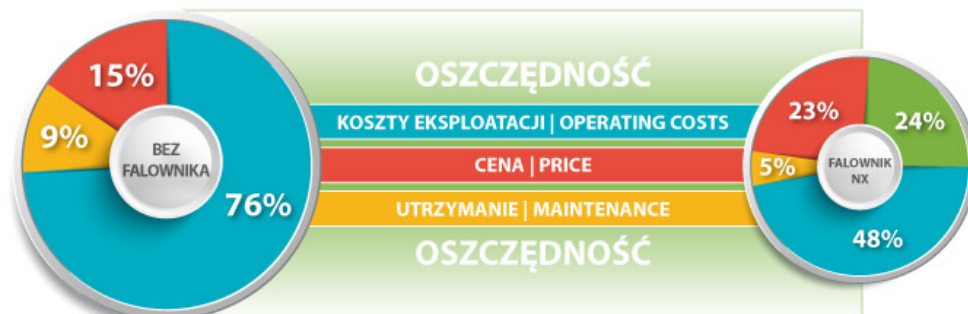 15%
9%
76%
BEZ
FALOWNIKA
OSZCZĘDNOŚĆ
KOSZTY EKSPLOATACJI | OPERATING COSTS
CENA | PRICE
UTRZYMANIE | MAINTENANCE
OSZCZĘDNOŚĆ
23%
24%
5%
48%
FALOWNIK
NX